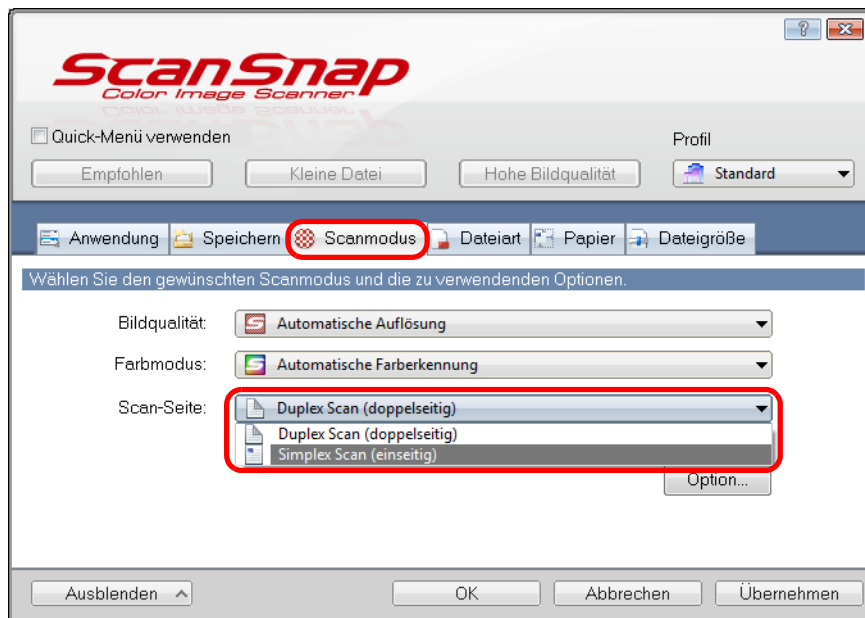 ScanSnap
Color Image Scanner
Quick-Menü verwenden
Profil
Empfohlen Kleine Datei Hohe Bildqualität Standard
Anwendung Speichern Scanmodus Dateiart Papier Dateigröße
Wählen Sie den gewünschten Scanmodus und die zu verwendenden Optionen.
Bildqualität: Automatische Auflösung
Farbmodus: Automatische Farberkennung
Scan-Seite: Duplex Scan (doppelseitig)
Duplex Scan (doppelseitig)
Simplex Scan (einseitig)
Option...
Ausblenden OK Abbrechen Übernehmen